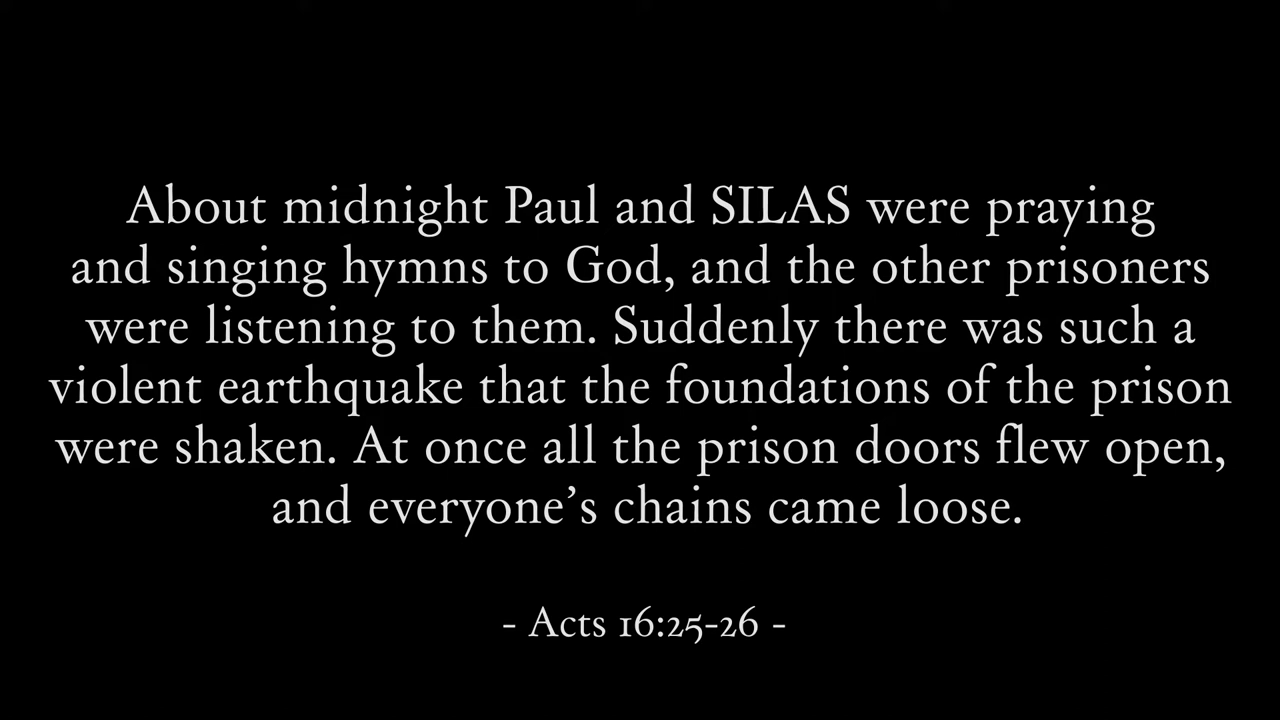 About midnight Paul and SILAS were praying
and singing hymns to God, and the other prisoners
were listening to them. Suddenly there was such a
violent earthquake that the foundations of the prison
were shaken. At once all the prison doors flew open,
and everyone’s chains came loose.
- Acts 16:25-26 -